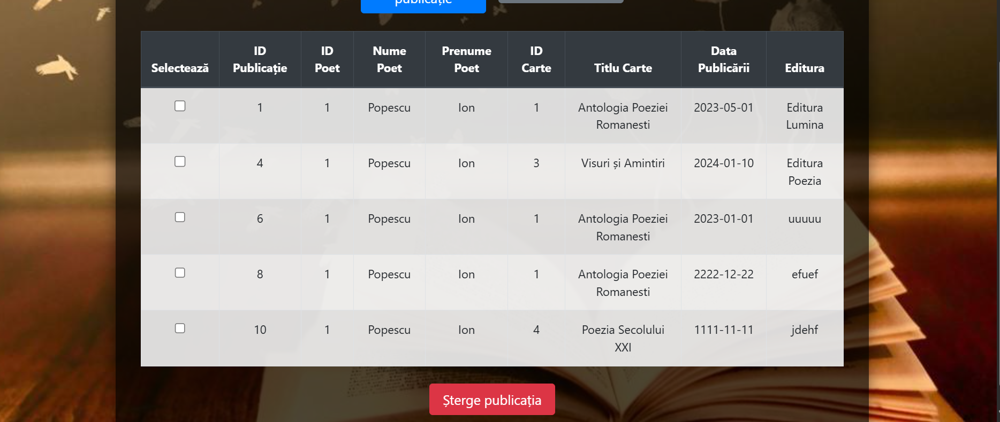 publicație
Selectează ID Publicație ID Poet Nume Poet Prenume Poet ID Carte Titlu Carte Data Publicării Editura
1 1 Popescu Ion 1 Antologia Poeziei Romanesti 2023-05-01 Editura Lumina
4 1 Popescu Ion 3 Visuri și Amintiri 2024-01-10 Editura Poezia
6 1 Popescu Ion 1 Antologia Poeziei Romanesti 2023-01-01 uuuuu
8 1 Popescu Ion 1 Antologia Poeziei Romanesti 2222-12-22 efuef
10 1 Popescu Ion 4 Poezia Secolului XXI 1111-11-11 jdehf
Șterge publicația